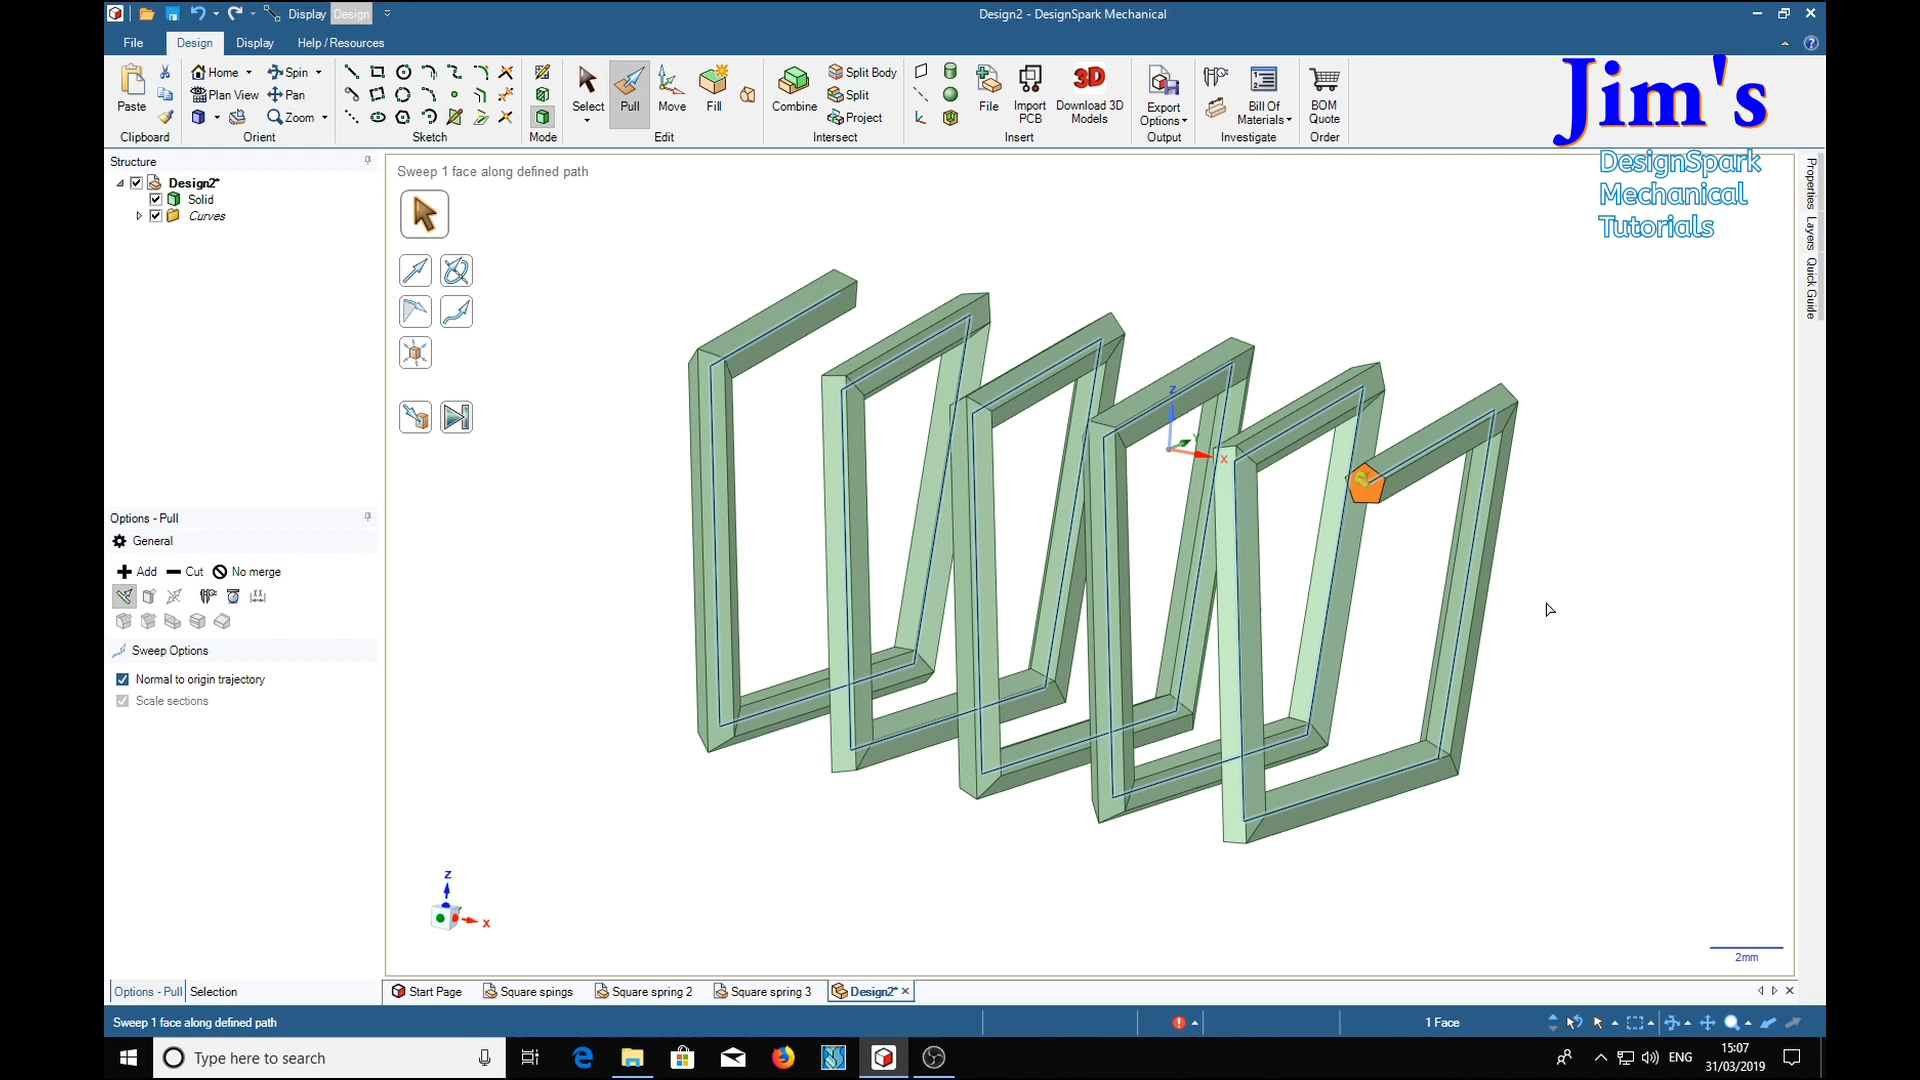 Display Design
Design2 - DesignSpark Mechanical
File Design Display Help / Resources
Paste
Clipboard
Home Spin
Plan View Pan
Zoom
Orient
Sketch
Mode
Select Pull Move Fill
Edit
Combine
Split Body
Split
Project
Intersect
File Import PCB Download 3D Models
Insert
Export Options
Output
Bill Of Materials
Investigate
BOM Quote
Order
3D
Jim's
DesignSpark
Mechanical
Tutorials
Structure
Design2*
Solid
Curves
Sweep 1 face along defined path
Properties Layers Quick Guide
Options - Pull
General
Add Cut No merge
Sweep Options
Normal to origin trajectory
Scale sections
Z
Y
X
Z
X
2mm
Options - Pull Selection
Start Page Square spings Square spring 2 Square spring 3 Design2*
Sweep 1 face along defined path
1 Face
Type here to search
ENG
15:07
31/03/2019